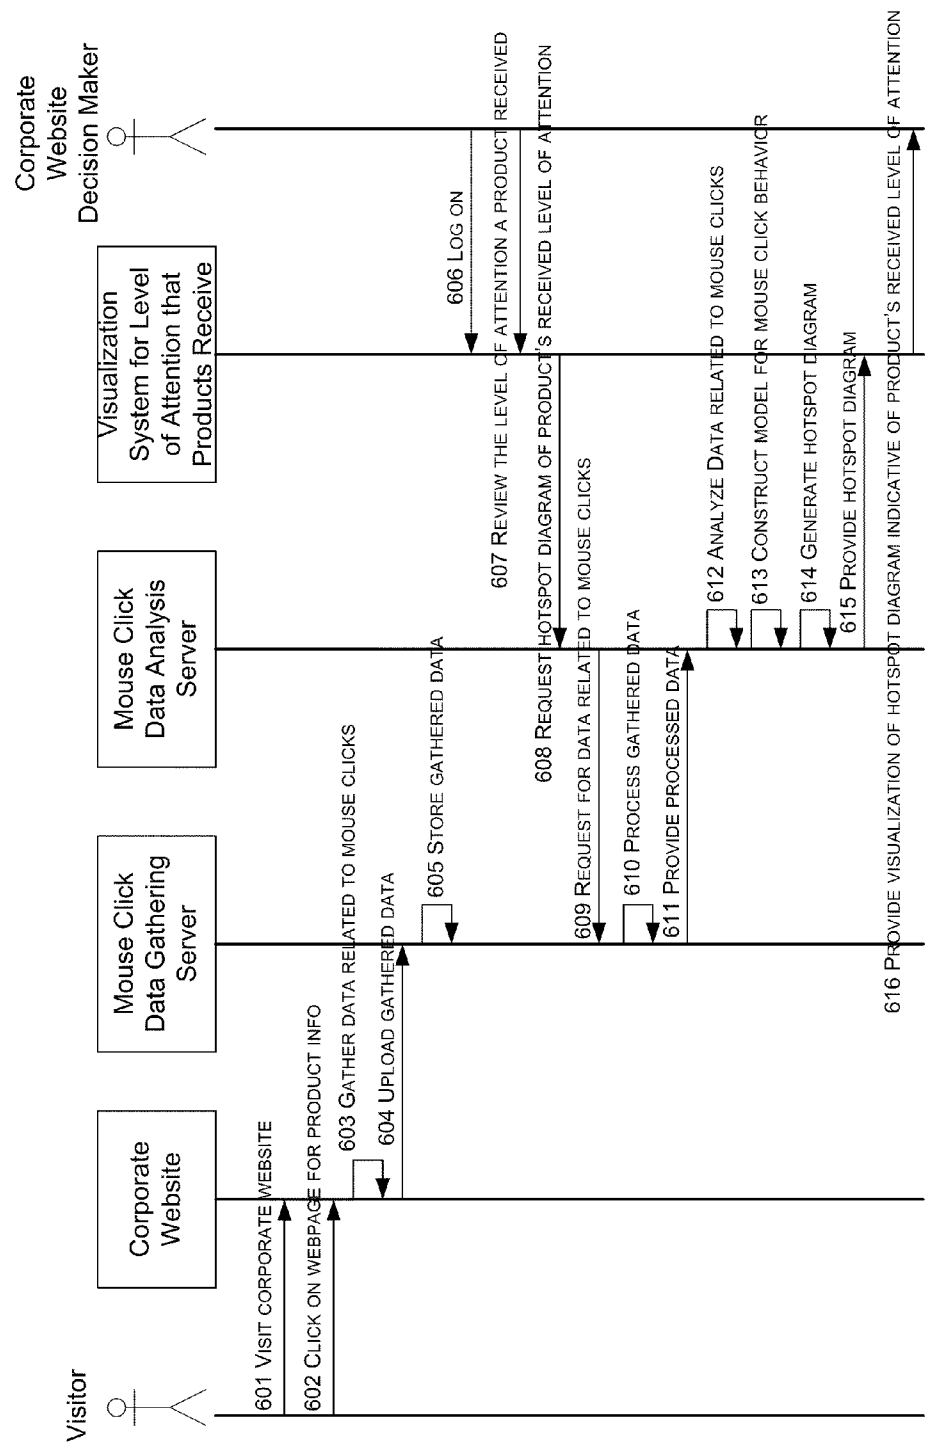 Visitor
Corporate
Website
Mouse Click
Data Gathering
Server
Mouse Click
Data Analysis
Server
Visualization
System for Level
of Attention that
Products Receive
Corporate
Website
Decision Maker
601 VISIT CORPORATE WEBSITE
602 CLICK ON WEBPAGE FOR PRODUCT INFO
603 GATHER DATA RELATED TO MOUSE CLICKS
604 UPLOAD GATHERED DATA
605 STORE GATHERED DATA
606 LOG ON
607 REVIEW THE LEVEL OF ATTENTION A PRODUCT RECEIVED
608 REQUEST HOTSPOT DIAGRAM OF PRODUCT'S RECEIVED LEVEL OF ATTENTION
609 REQUEST FOR DATA RELATED TO MOUSE CLICKS
610 PROCESS GATHERED DATA
611 PROVIDE PROCESSED DATA
612 ANALYZE DATA RELATED TO MOUSE CLICKS
613 CONSTRUCT MODEL FOR MOUSE CLICK BEHAVIOR
614 GENERATE HOTSPOT DIAGRAM
615 PROVIDE HOTSPOT DIAGRAM
616 PROVIDE VISUALIZATION OF HOTSPOT DIAGRAM INDICATIVE OF PRODUCT'S RECEIVED LEVEL OF ATTENTION